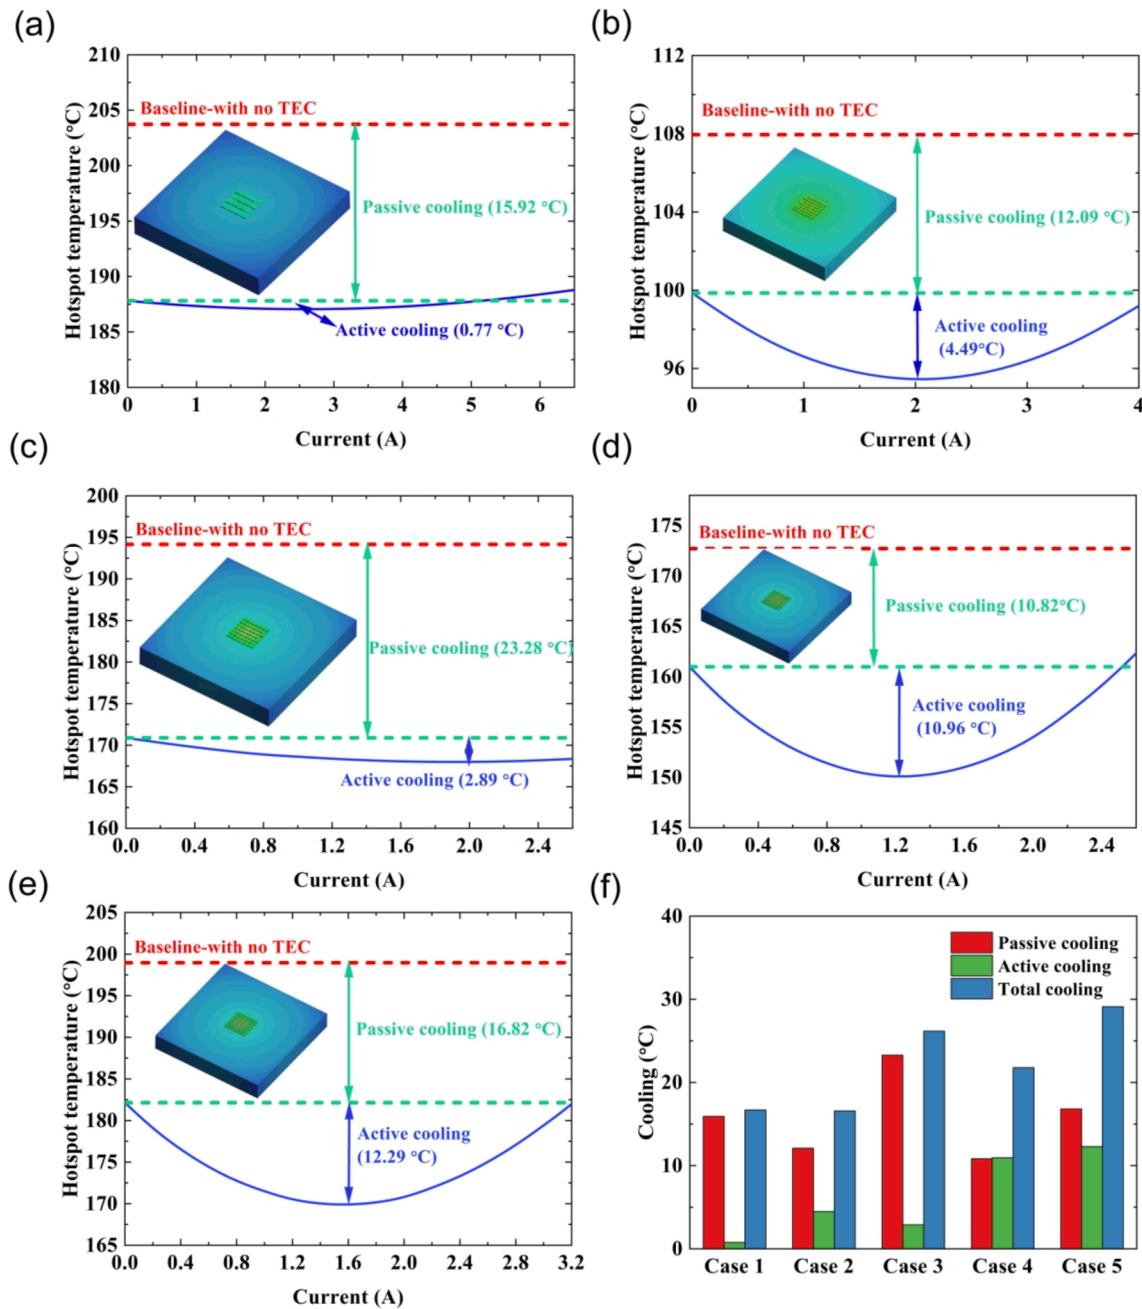 (a)
210
205
200
195
190
185
180
Hotspot temperature (°C)
Baseline-with no TEC
Passive cooling (15.92 °C)
Active cooling (0.77 °C)
0 1 2 3 4 5 6
Current (A)
(b)
112
108
104
100
96
Hotspot temperature (°C)
Baseline-with no TEC
Passive cooling (12.09 °C)
Active cooling
(4.49°C)
0 1 2 3 4
Current (A)
(c)
200
195
190
185
180
175
170
165
160
Hotspot temperature (°C)
Baseline-with no TEC
Passive cooling (23.28 °C)
Active cooling (2.89 °C)
0.0 0.4 0.8 1.2 1.6 2.0 2.4
Current (A)
(d)
175
170
165
160
155
150
145
Hotspot temperature (°C)
Baseline-with no TEC
Passive cooling (10.82°C)
Active cooling
(10.96 °C)
0.0 0.4 0.8 1.2 1.6 2.0 2.4
Current (A)
(e)
205
200
195
190
185
180
175
170
165
Hotspot temperature (°C)
Baseline-with no TEC
Passive cooling (16.82 °C)
Active cooling
(12.29 °C)
0.0 0.4 0.8 1.2 1.6 2.0 2.4 2.8 3.2
Current (A)
(f)
40
30
20
10
0
Cooling (°C)
Passive cooling
Active cooling
Total cooling
Case 1 Case 2 Case 3 Case 4 Case 5